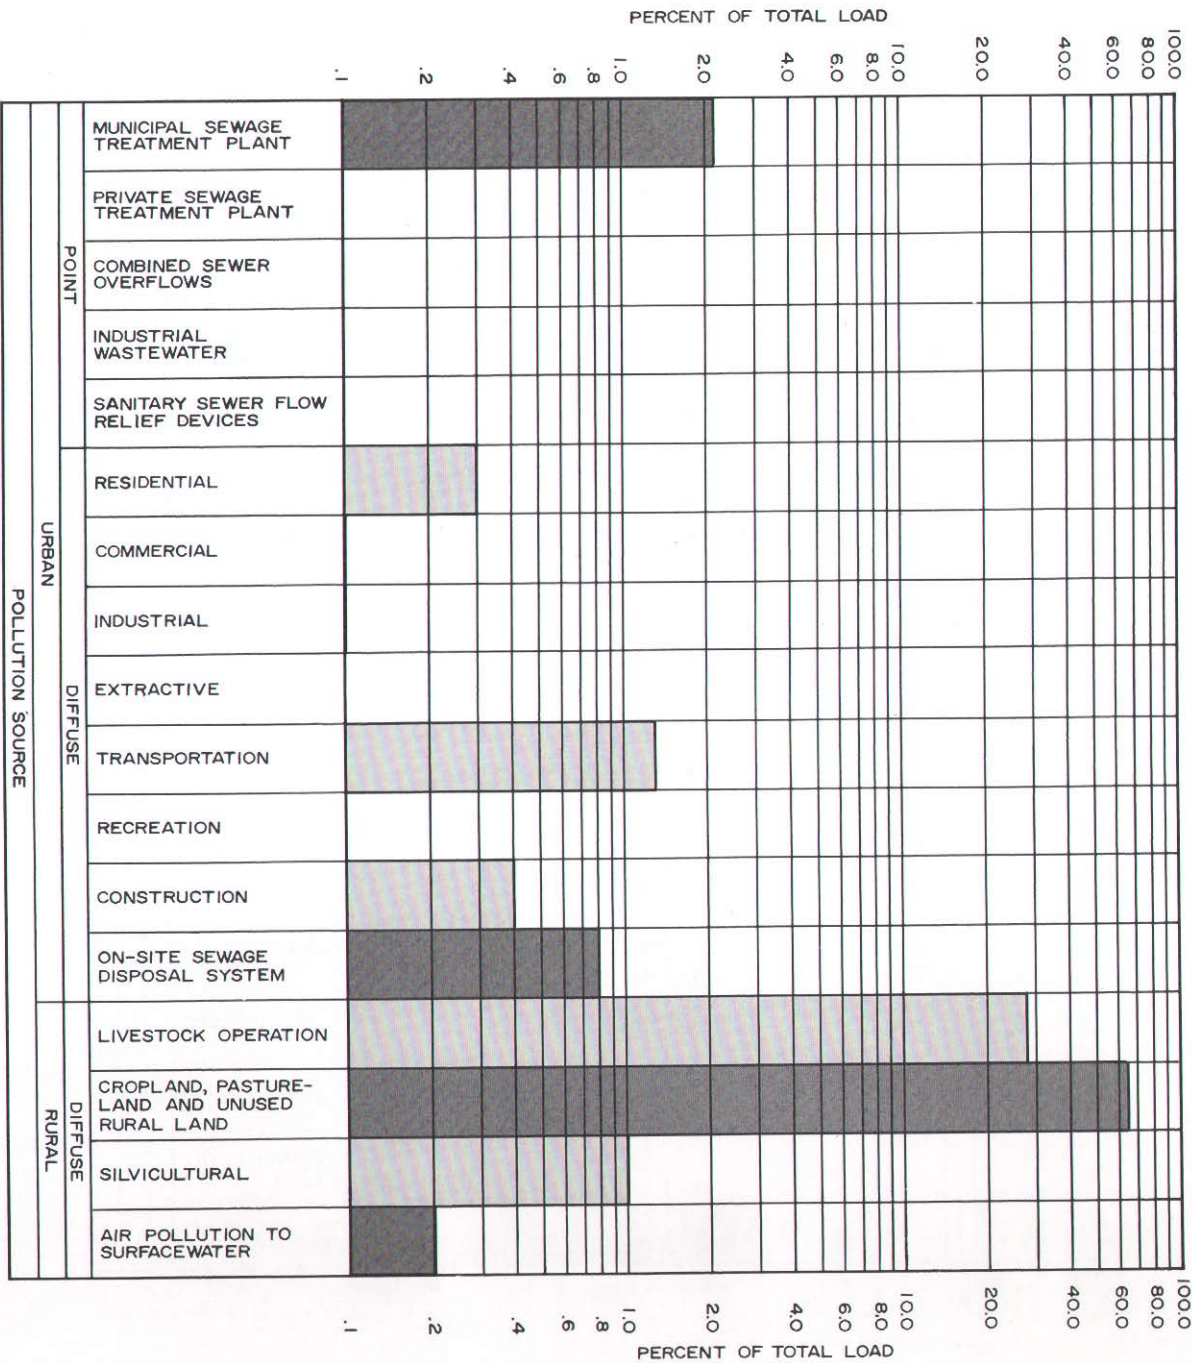 PERCENT OF TOTAL LOAD
.1
.2
.4
.6
.8
1.0
2.0
4.0
6.0
8.0
10.0
20.0
40.0
60.0
80.0
100.0
POLLUTION SOURCE
URBAN
POINT
MUNICIPAL SEWAGE
TREATMENT PLANT
PRIVATE SEWAGE
TREATMENT PLANT
COMBINED SEWER
OVERFLOWS
INDUSTRIAL
WASTEWATER
SANITARY SEWER FLOW
RELIEF DEVICES
DIFFUSE
RESIDENTIAL
COMMERCIAL
INDUSTRIAL
EXTRACTIVE
TRANSPORTATION
RECREATION
CONSTRUCTION
ON-SITE SEWAGE
DISPOSAL SYSTEM
RURAL
DIFFUSE
LIVESTOCK OPERATION
CROPLAND, PASTURE-
LAND AND UNUSED
RURAL LAND
SILVICULTURAL
AIR POLLUTION TO
SURFACEWATER
.1
.2
.4
.6
.8
1.0
2.0
4.0
6.0
8.0
10.0
20.0
40.0
60.0
80.0
100.0
PERCENT OF TOTAL LOAD